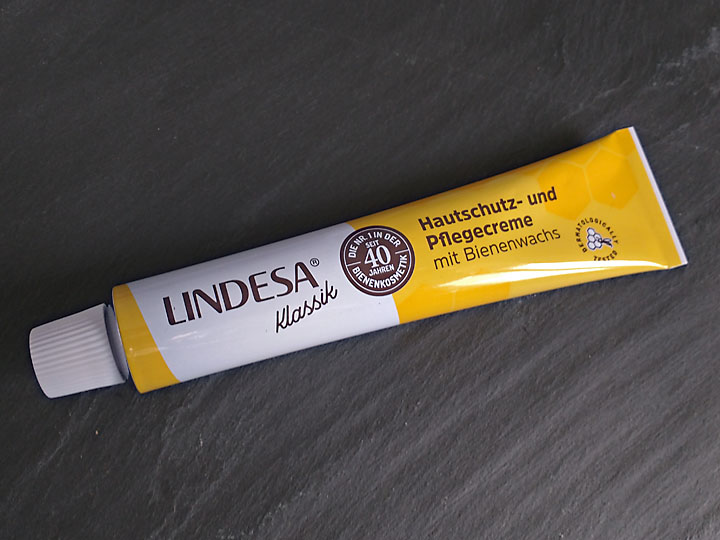 LINDESA®
Klassik
DIE NR. 1 IN DER
SEIT
40
JAHREN
BIENENKOSMETIK
Hautschutz- und
Pflegecreme
mit Bienenwachs
DERMATOLOGICALLY
TESTED